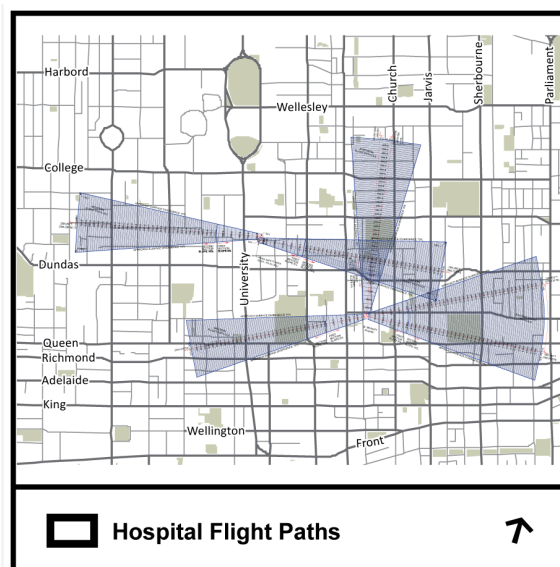 Harbord
Wellesley
Church
Jarvis
Sherbourne
Parliament
College
Dundas
University
Queen
Richmond
Adelaide
King
Wellington
Front
Hospital Flight Paths